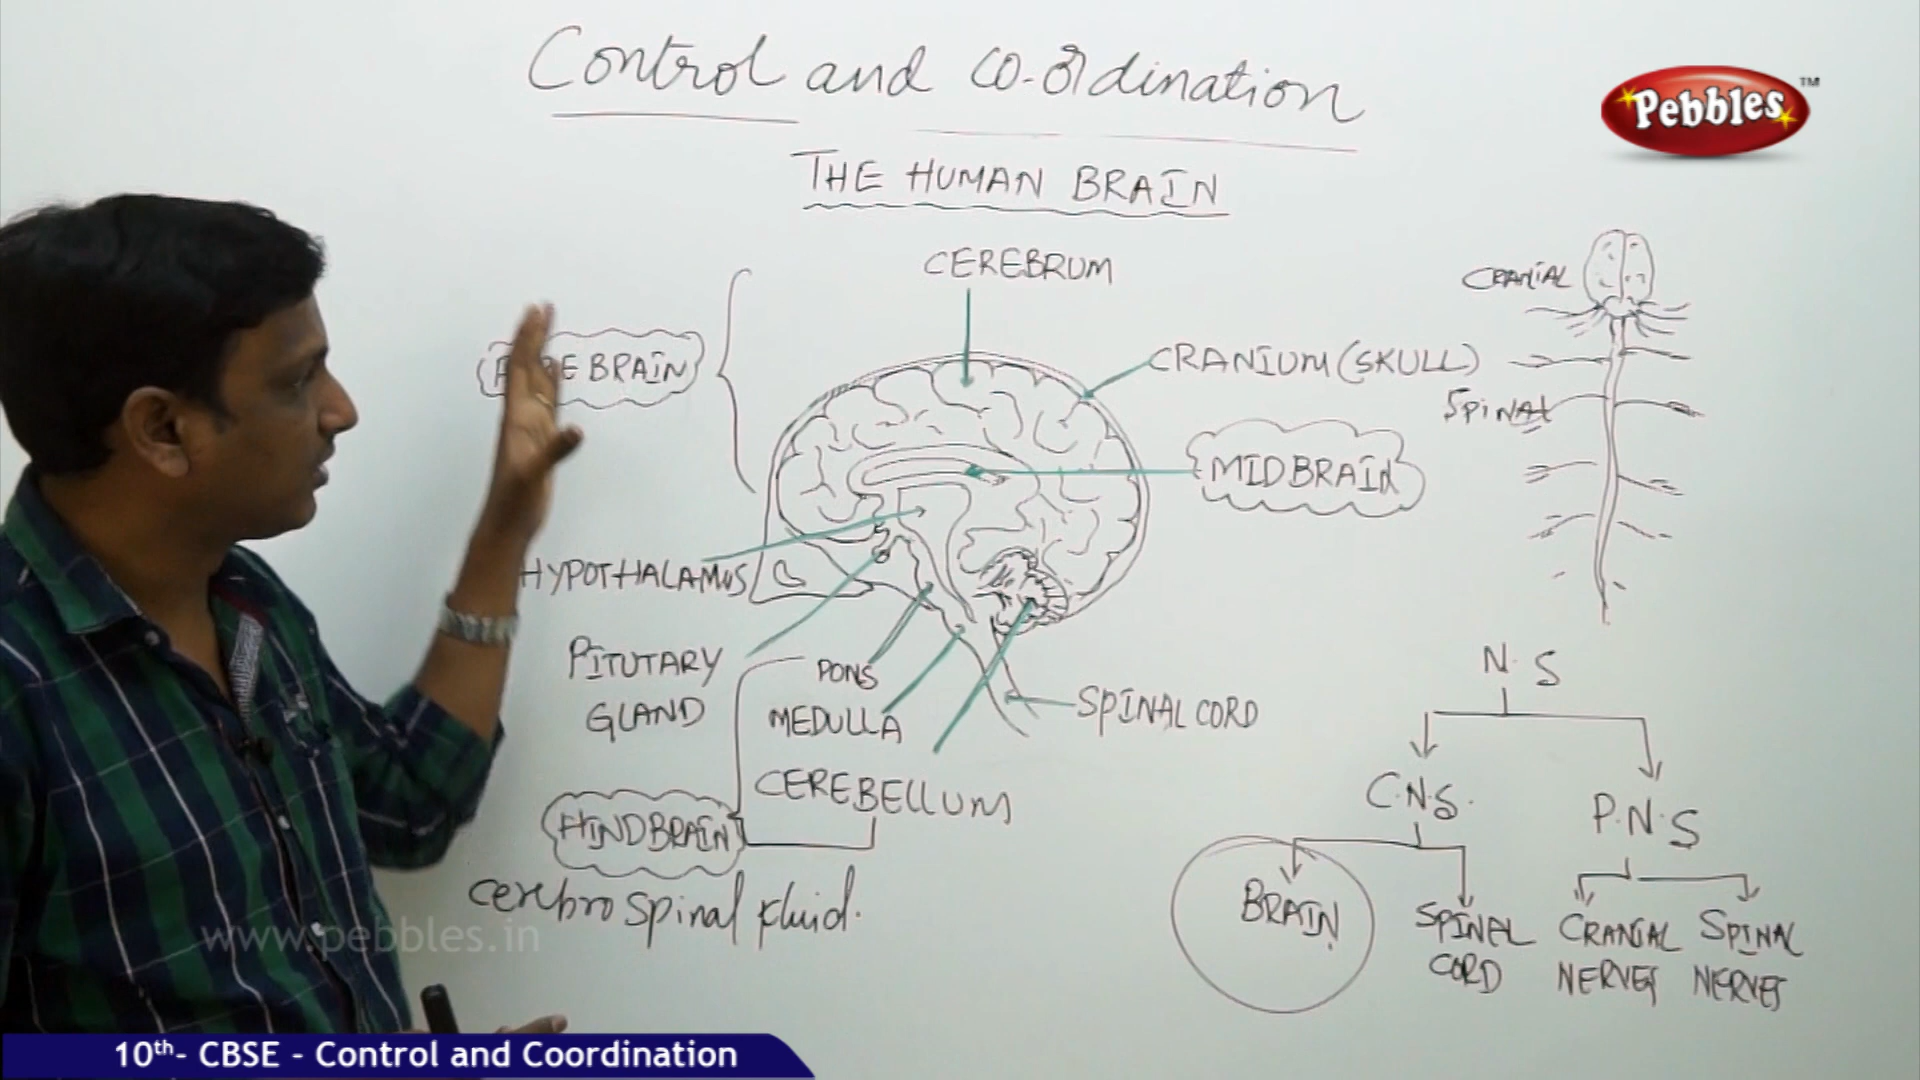 Control and Co-ordination
Pebbles™
THE HUMAN BRAIN
CEREBRUM
CRANIAL
CRANIUM (SKULL)
FOREBRAIN
SPINAL
MIDBRAIN
HYPOTHALAMUS
PITUTARY
GLAND
PONS
MEDULLA
SPINAL CORD
CEREBELLUM
HINDBRAIN
cerebro spinal fluid.
N.S
C.N.S.
P.N.S
BRAIN
SPINAL
CORD
CRANIAL
NERVES
SPINAL
NERVES
www.pebbles.in
10th- CBSE - Control and Coordination